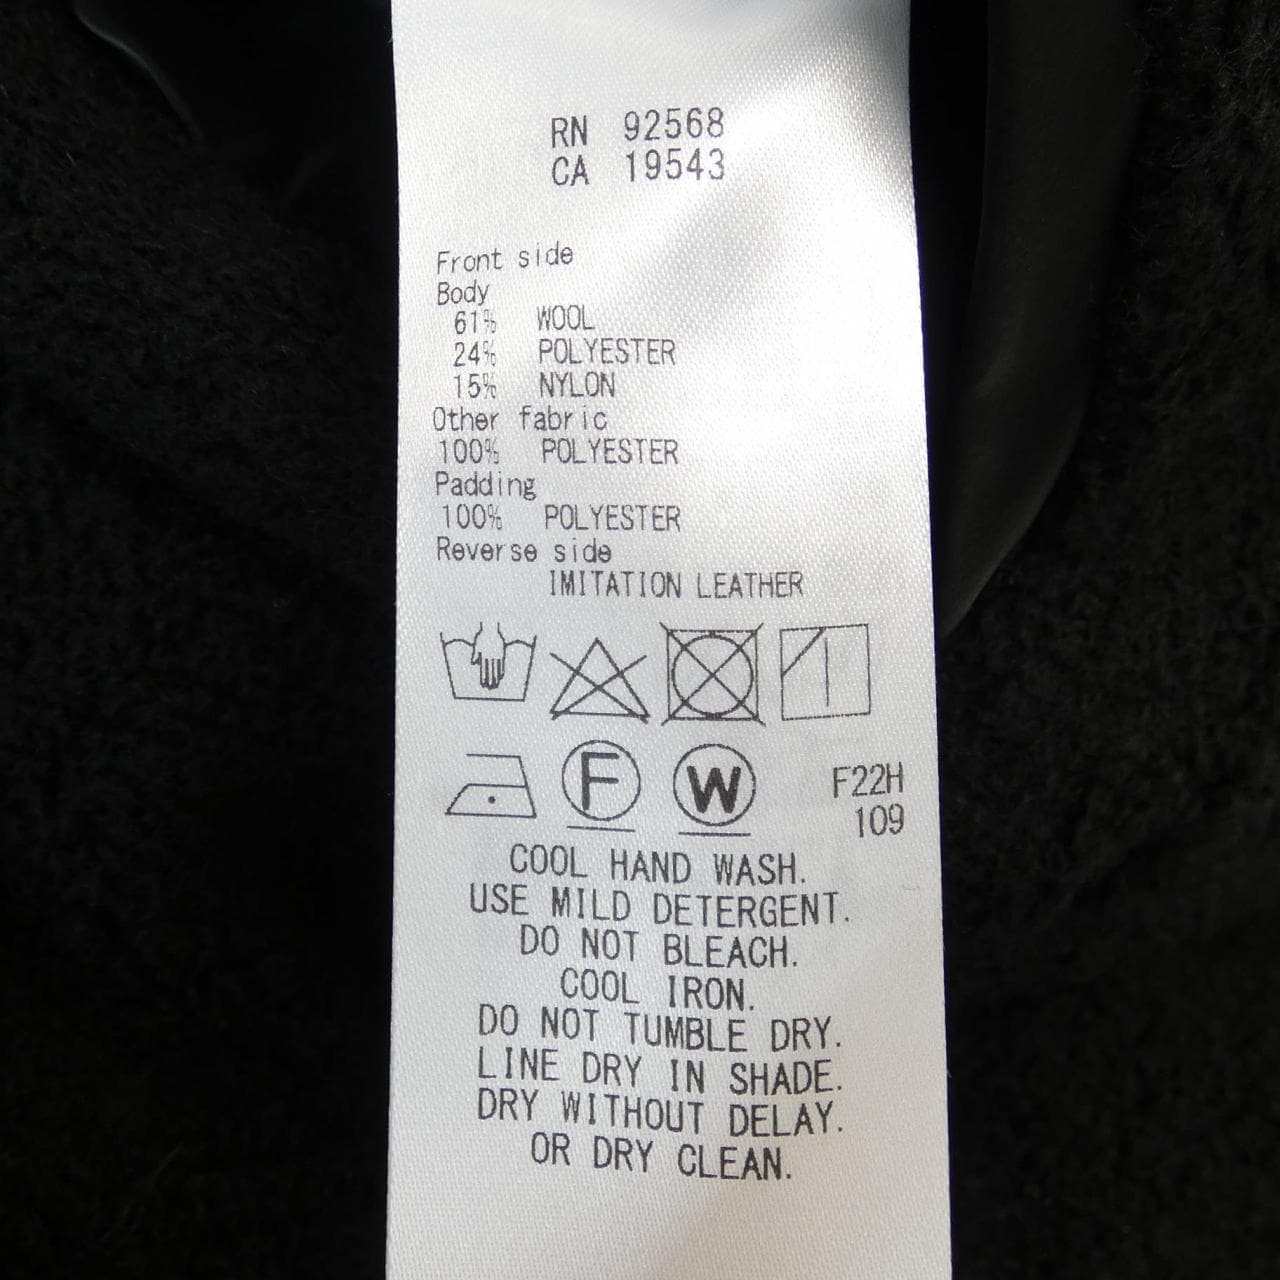 RN 92568
CA 19543
Front side
Body
61% WOOL
24% POLYESTER
15% NYLON
Other fabric
100% POLYESTER
Padding
100% POLYESTER
Reverse side
IMITATION LEATHER
F W
F22H
109
COOL HAND WASH.
USE MILD DETERGENT.
DO NOT BLEACH.
COOL IRON.
DO NOT TUMBLE DRY.
LINE DRY IN SHADE.
DRY WITHOUT DELAY.
OR DRY CLEAN.